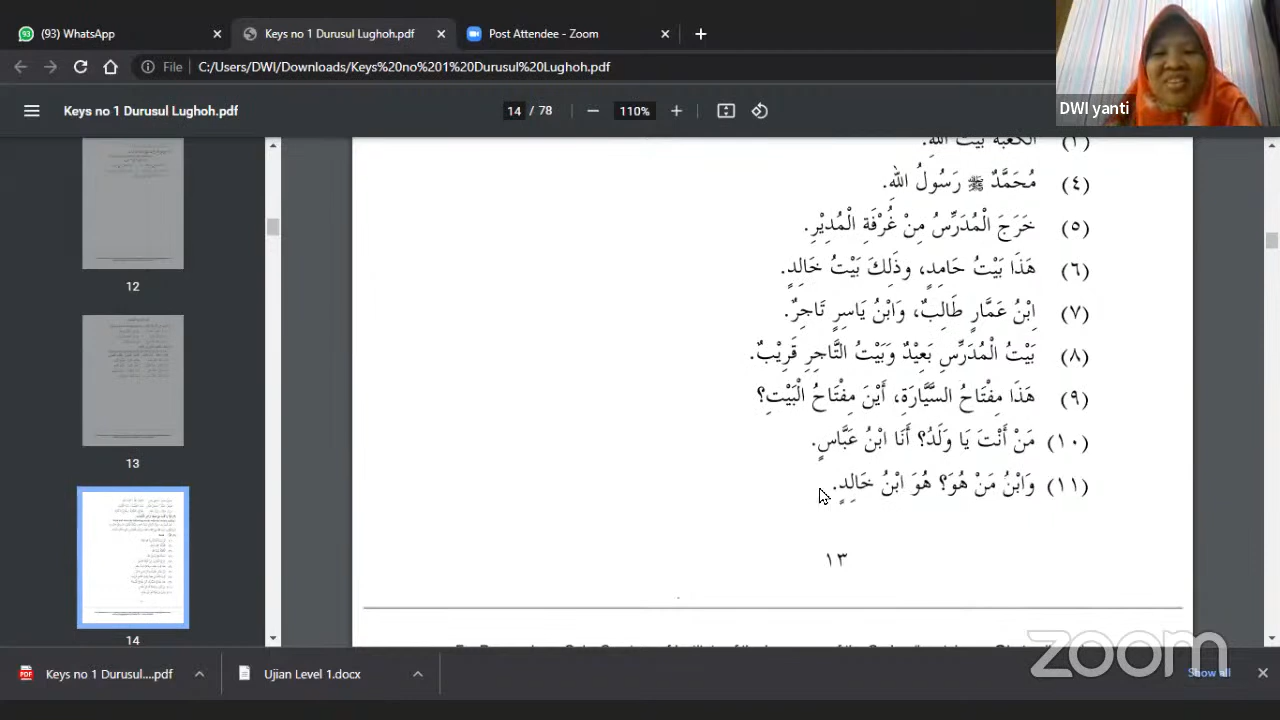 (93) WhatsApp
Keys no 1 Durusul Lughoh.pdf
Post Attendee - Zoom
File
C:/Users/DWI/Downloads/Keys%20no%201%20Durusul%20Lughoh.pdf
DWI yanti
Keys no 1 Durusul Lughoh.pdf
14 / 78
110%
12
13
14
الكَعْبَةُ بَيْتُ اللهِ.
(٤) مُحَمَّدٌ ﷺ رَسُولُ اللهِ.
(٥) خَرَجَ الْمُدَرِّسُ مِنْ غُرْفَةِ الْمُدِيْرِ.
(٦) هَذَا بَيْتُ حَامِدٍ، وذَلِكَ بَيْتُ خَالِدٍ.
(٧) اِبْنُ عَمَّارٍ طَالِبٌ، وَابْنُ يَاسِرٍ تَاجِرٌ.
(٨) بَيْتُ الْمُدَرِّسِ بَعِيْدٌ وَبَيْتُ التَّاجِرِ قَرِيْبٌ.
(٩) هَذَا مِفْتَاحُ السَّيَّارَةِ، أَيْنَ مِفْتَاحُ الْبَيْتِ؟
(١٠) مَنْ أَنْتَ يَا وَلَدُ؟ أَنَا ابْنُ عَبَّاسٍ.
(١١) وَابْنُ مَنْ هُوَ؟ هُوَ ابْنُ خَالِدٍ.
١٣
zoom
Keys no 1 Durusul....pdf
Ujian Level 1.docx
Show all